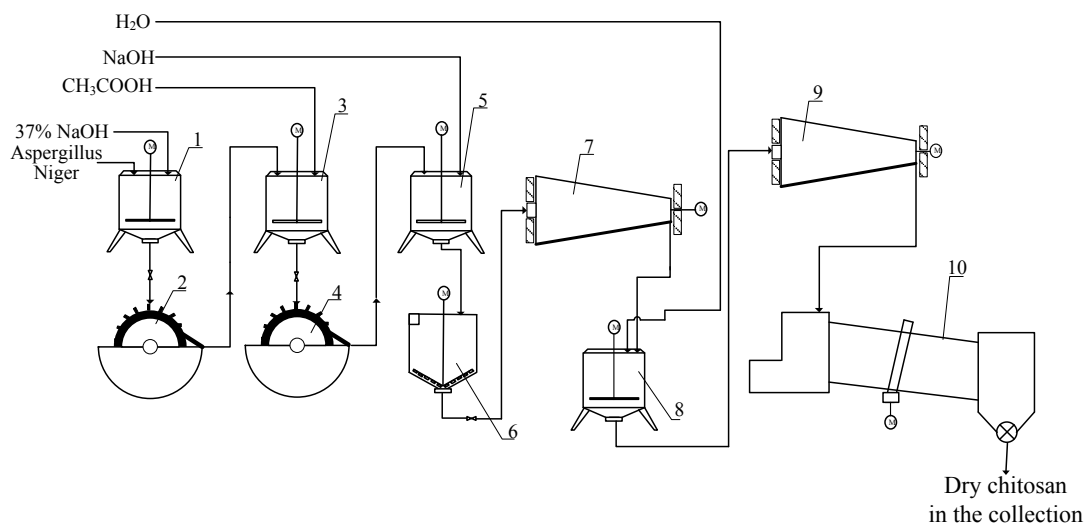 H2O
NaOH
CH3COOH
37% NaOH
Aspergillus
Niger
M
1
2
M
3
4
M
5
M
6
7
M
M
8
9
M
10
M
Dry chitosan
in the collection